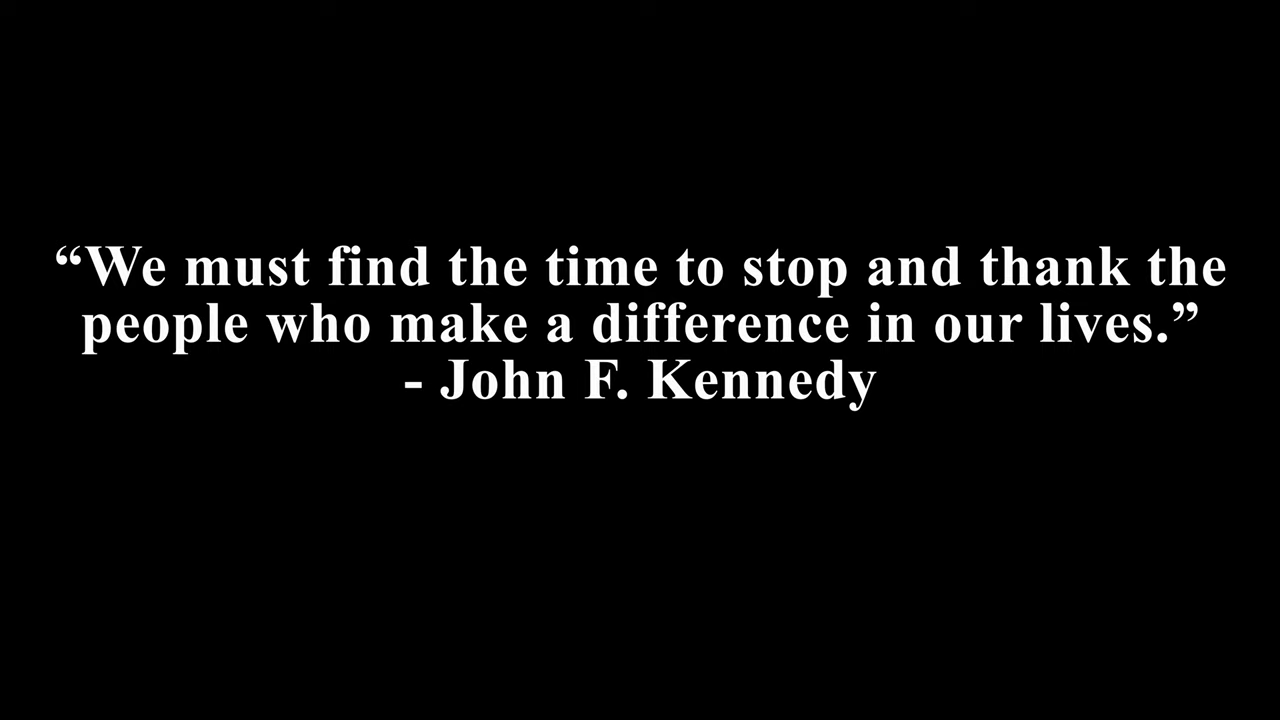 “We must find the time to stop and thank the
people who make a difference in our lives.”
- John F. Kennedy